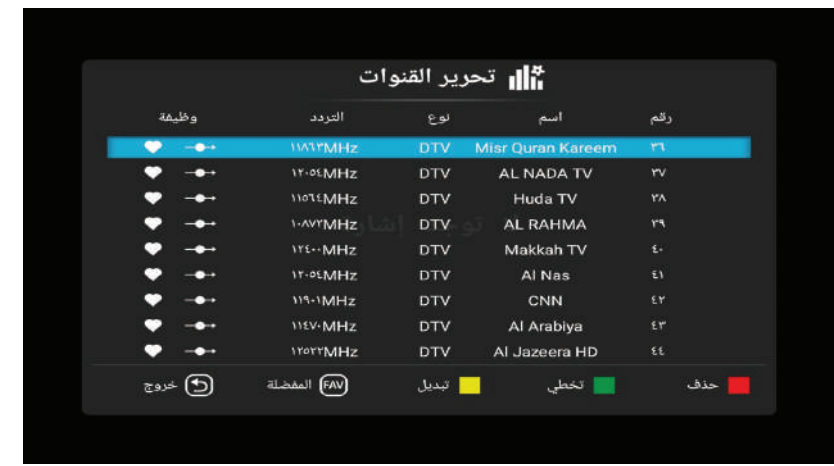 تحرير القنوات
رقم اسم نوع التردد وظيفة
٣٦ Misr Quran Kareem DTV ١١٨٦٣MHz
٣٧ AL NADA TV DTV ١٢٠٥٤MHz
٣٨ Huda TV DTV ١١٥٦٤MHz
٣٩ AL RAHMA DTV ١٠٨٧٢MHz
٤٠ Makkah TV DTV ١٢٤٠٠MHz
٤١ Al Nas DTV ١٢٠٥٤MHz
٤٢ CNN DTV ١١٩٠١MHz
٤٣ Al Arabiya DTV ١١٤٧٠MHz
٤٤ Al Jazeera HD DTV ١٢٥٢٢MHz
حذف تخطي تبديل FAV المفضلة خروج